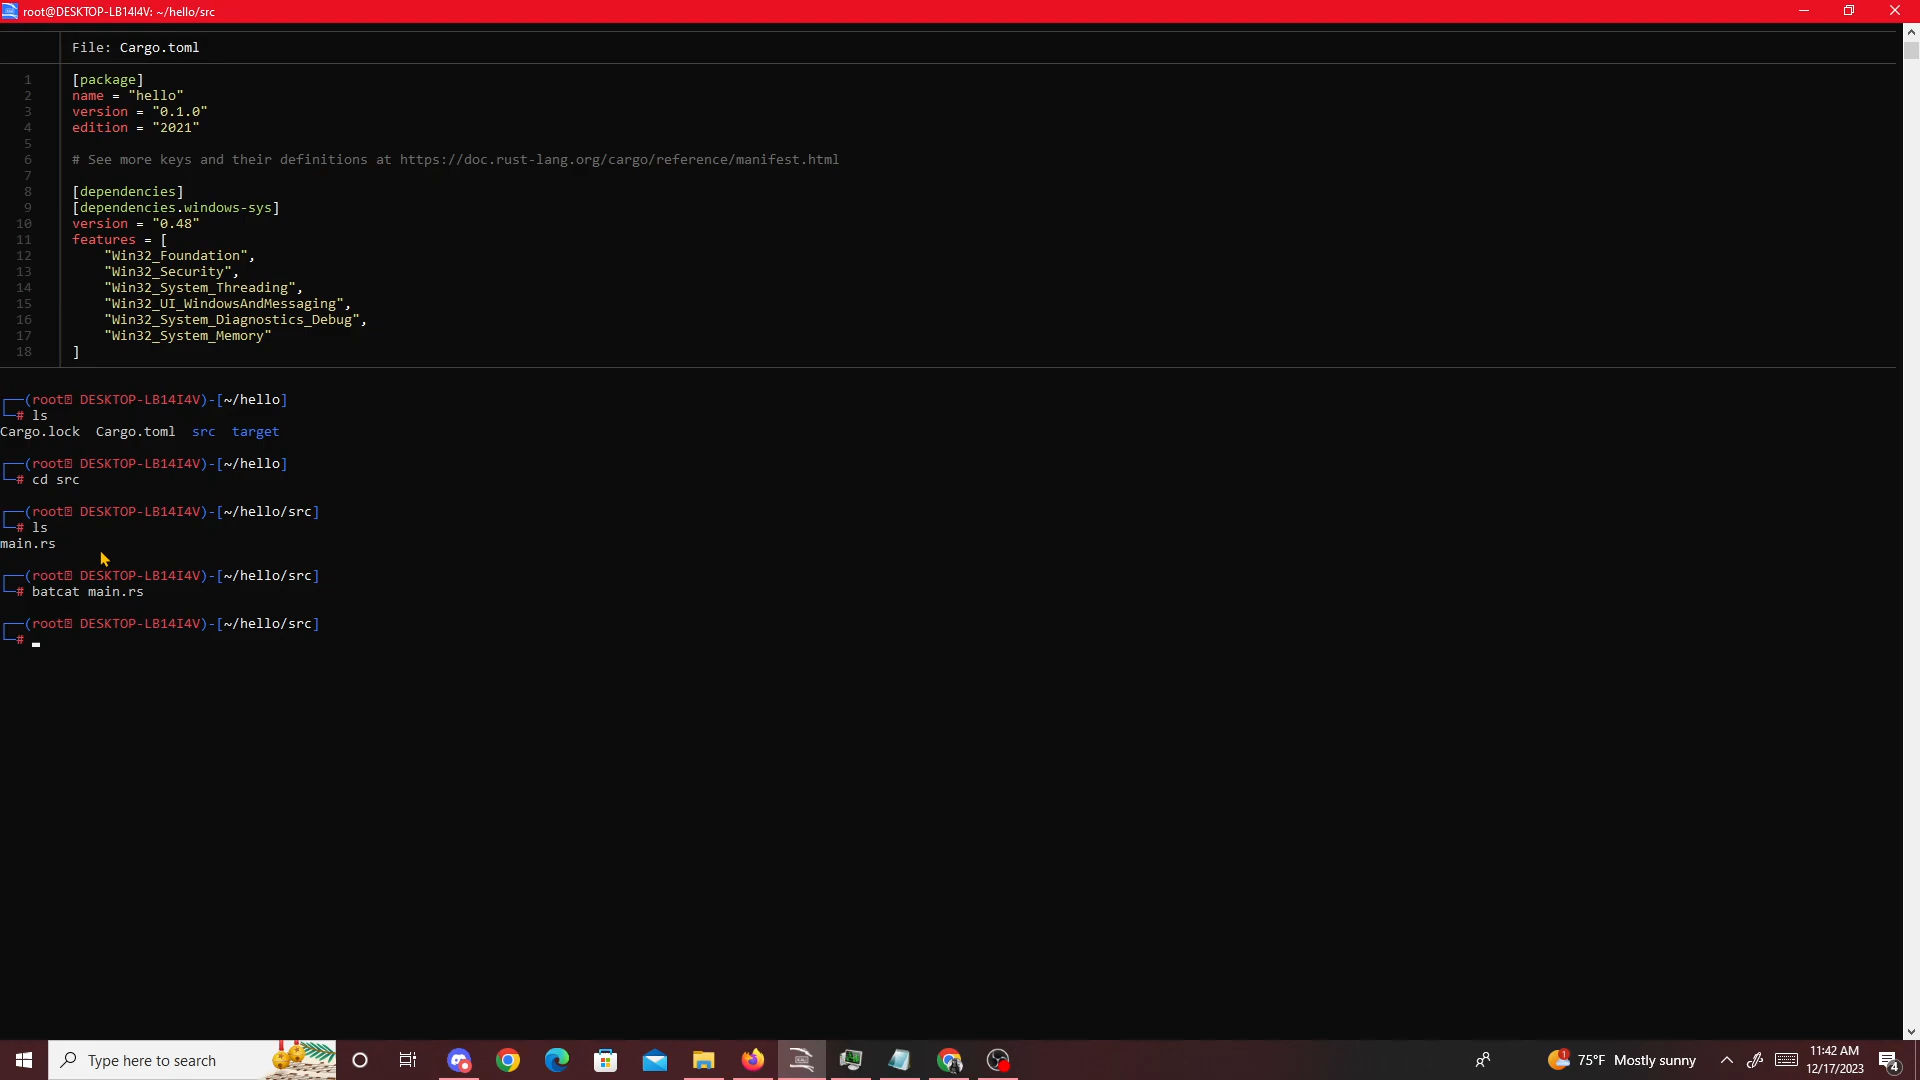 root@DESKTOP-LB14I4V: ~/hello/src
File: Cargo.toml
1 [package]
2 name = "hello"
3 version = "0.1.0"
4 edition = "2021"
5
6 # See more keys and their definitions at https://doc.rust-lang.org/cargo/reference/manifest.html
7
8 [dependencies]
9 [dependencies.windows-sys]
10 version = "0.48"
11 features = [
12 "Win32_Foundation",
13 "Win32_Security",
14 "Win32_System_Threading",
15 "Win32_UI_WindowsAndMessaging",
16 "Win32_System_Diagnostics_Debug",
17 "Win32_System_Memory"
18 ]
┌──(root DESKTOP-LB14I4V)-[~/hello]
└─# ls
Cargo.lock Cargo.toml src target
┌──(root DESKTOP-LB14I4V)-[~/hello]
└─# cd src
┌──(root DESKTOP-LB14I4V)-[~/hello/src]
└─# ls
main.rs
┌──(root DESKTOP-LB14I4V)-[~/hello/src]
└─# batcat main.rs
┌──(root DESKTOP-LB14I4V)-[~/hello/src]
└─#
Type here to search
1
75°F Mostly sunny
11:42 AM
12/17/2023
4